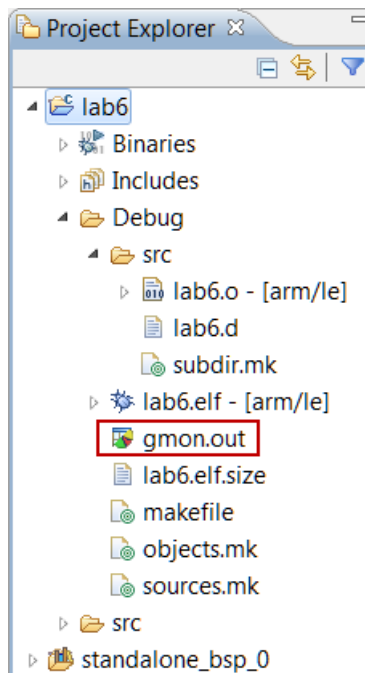 Project Explorer
lab6
Binaries
Includes
Debug
src
lab6.o - [arm/le]
lab6.d
subdir.mk
lab6.elf - [arm/le]
gmon.out
lab6.elf.size
makefile
objects.mk
sources.mk
src
standalone_bsp_0